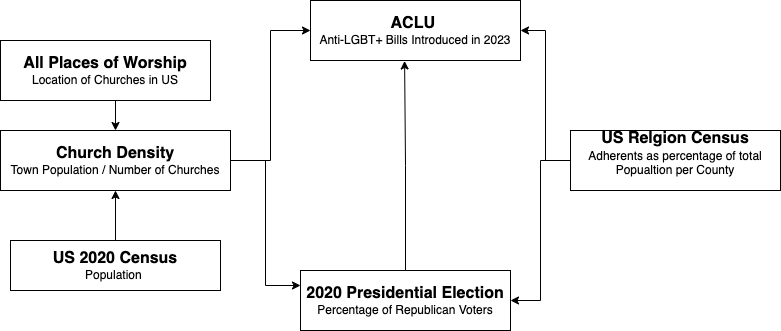 ACLU
Anti-LGBT+ Bills Introduced in 2023
All Places of Worship
Location of Churches in US
Church Density
Town Population / Number of Churches
US Relgion Census
Adherents as percentage of total
Popualtion per County
US 2020 Census
Population
2020 Presidential Election
Percentage of Republican Voters